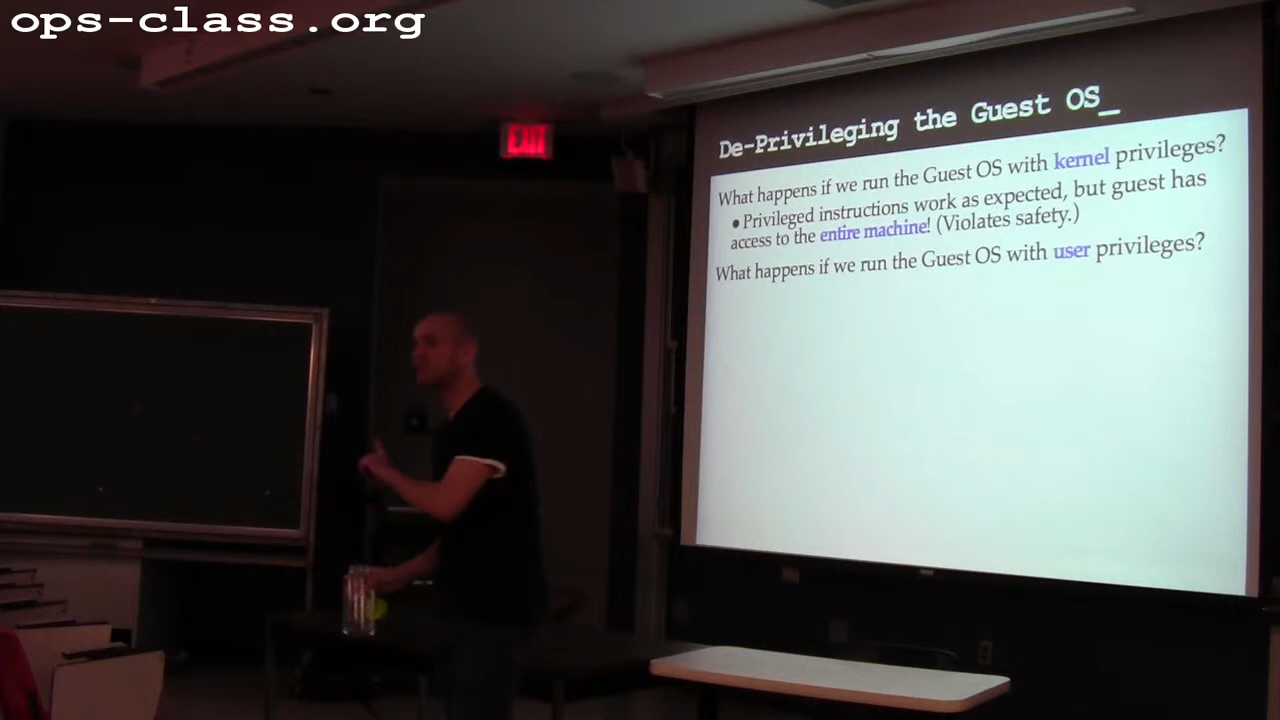 ops-class.org
EXIT
De-Privileging the Guest OS_
What happens if we run the Guest OS with kernel privileges?
● Privileged instructions work as expected, but guest has
access to the entire machine! (Violates safety.)
What happens if we run the Guest OS with user privileges?